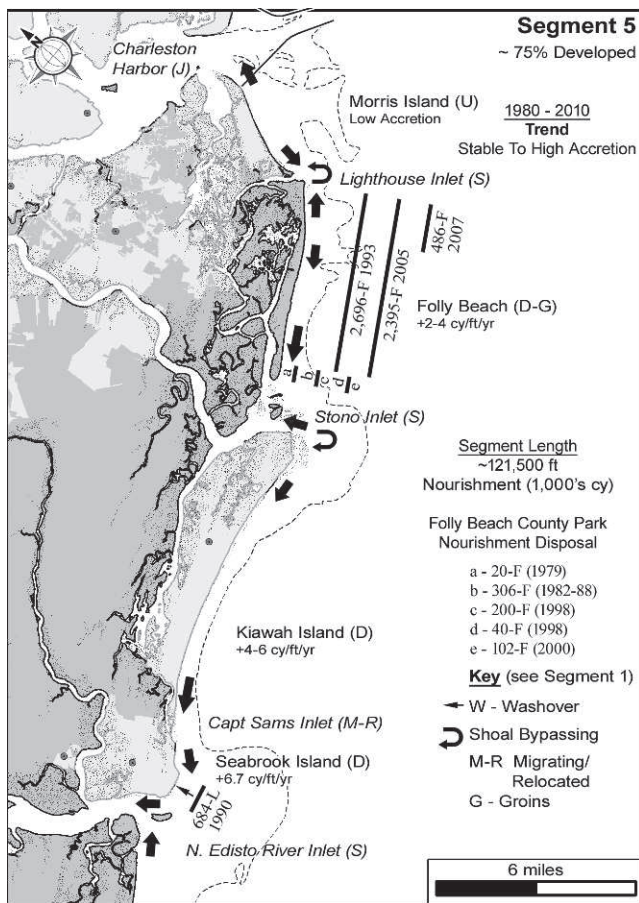 Segment 5
~ 75% Developed
N
Charleston
Harbor (J)
Morris Island (U)
Low Accretion
1980 - 2010
Trend
Stable To High Accretion
Lighthouse Inlet (S)
2,696-F 1993
2,395-F 2005
486-F
2007
Folly Beach (D-G)
+2-4 cy/ft/yr
a
b
c
d
e
Stono Inlet (S)
Segment Length
~121,500 ft
Nourishment (1,000's cy)
Folly Beach County Park
Nourishment Disposal
a - 20-F (1979)
b - 306-F (1982-88)
c - 200-F (1998)
d - 40-F (1998)
e - 102-F (2000)
Kiawah Island (D)
+4-6 cy/ft/yr
Key (see Segment 1)
W - Washover
Shoal Bypassing
M-R Migrating/
Relocated
G - Groins
Capt Sams Inlet (M-R)
Seabrook Island (D)
+6.7 cy/ft/yr
684-L
1990
N. Edisto River Inlet (S)
6 miles